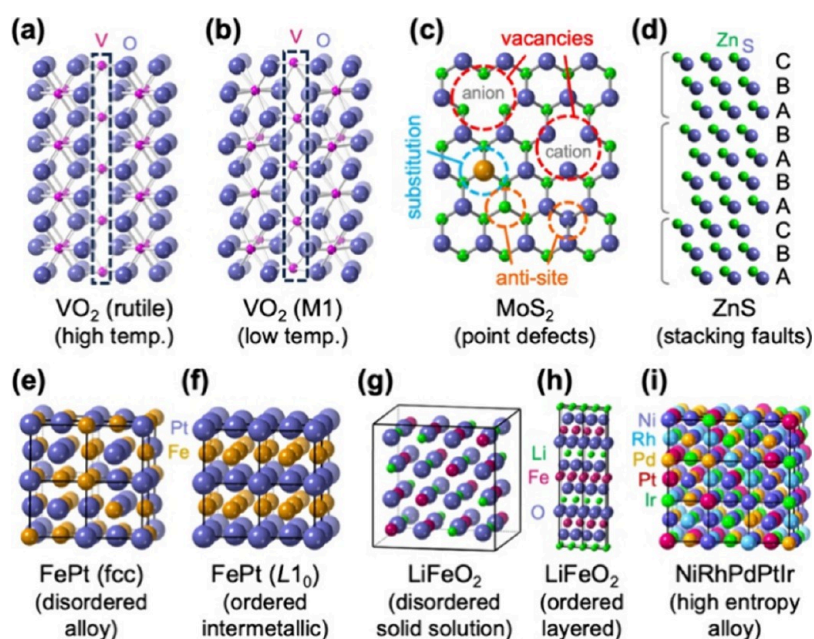 (a)
V O
VO₂ (rutile)
(high temp.)
(b)
V O
VO₂ (M1)
(low temp.)
(c)
vacancies
anion
cation
substitution
anti-site
MoS₂
(point defects)
(d)
Zn S
C
B
A
B
A
B
A
C
B
A
ZnS
(stacking faults)
(e)
FePt (fcc)
(disordered
alloy)
Pt
Fe
(f)
FePt (L1₀)
(ordered
intermetallic)
(g)
LiFeO₂
(disordered
solid solution)
Li
Fe
O
(h)
LiFeO₂
(ordered
layered)
(i)
Ni
Rh
Pd
Pt
Ir
NiRhPdPtIr
(high entropy
alloy)